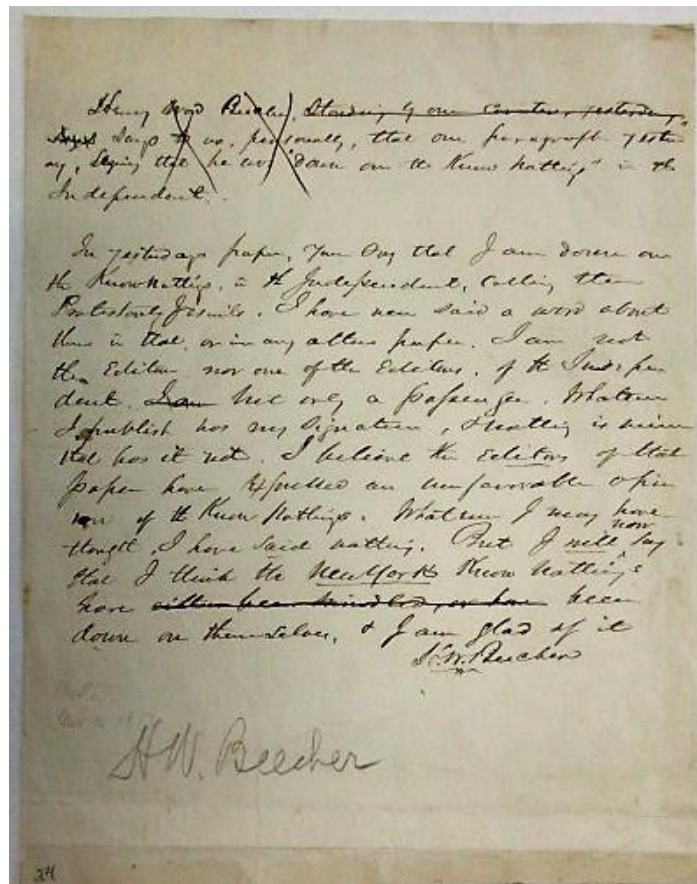 Henry Ward Beecher, Standing by our Counter, yesterday,
says to us, personally, that our paragraph yester
ay, Saying that he was "down on the Know Nothings" in the
Independent.
In yesterdays paper, You Say that I am down on
the KnowNothings, in the Independent, Calling them
Protestant Jesuits. I have never said a word about
them in that, or in any other paper. I am not
the Editor nor one of the Editors, of the Indepen
dent. I am but only a passenger. Whatever
I publish has my Signature, & nothing is mine
that has it not. I believe the editors of that
paper have Expressed an unfavorable opin
ion of the Know Nothings. Whatever I may have
thought, I have said nothing. But I will now Say
that I think the New York Know Nothings
have either been been
down on themselves, & I am glad of it
H. W. Beecher
H W. Beecher
34